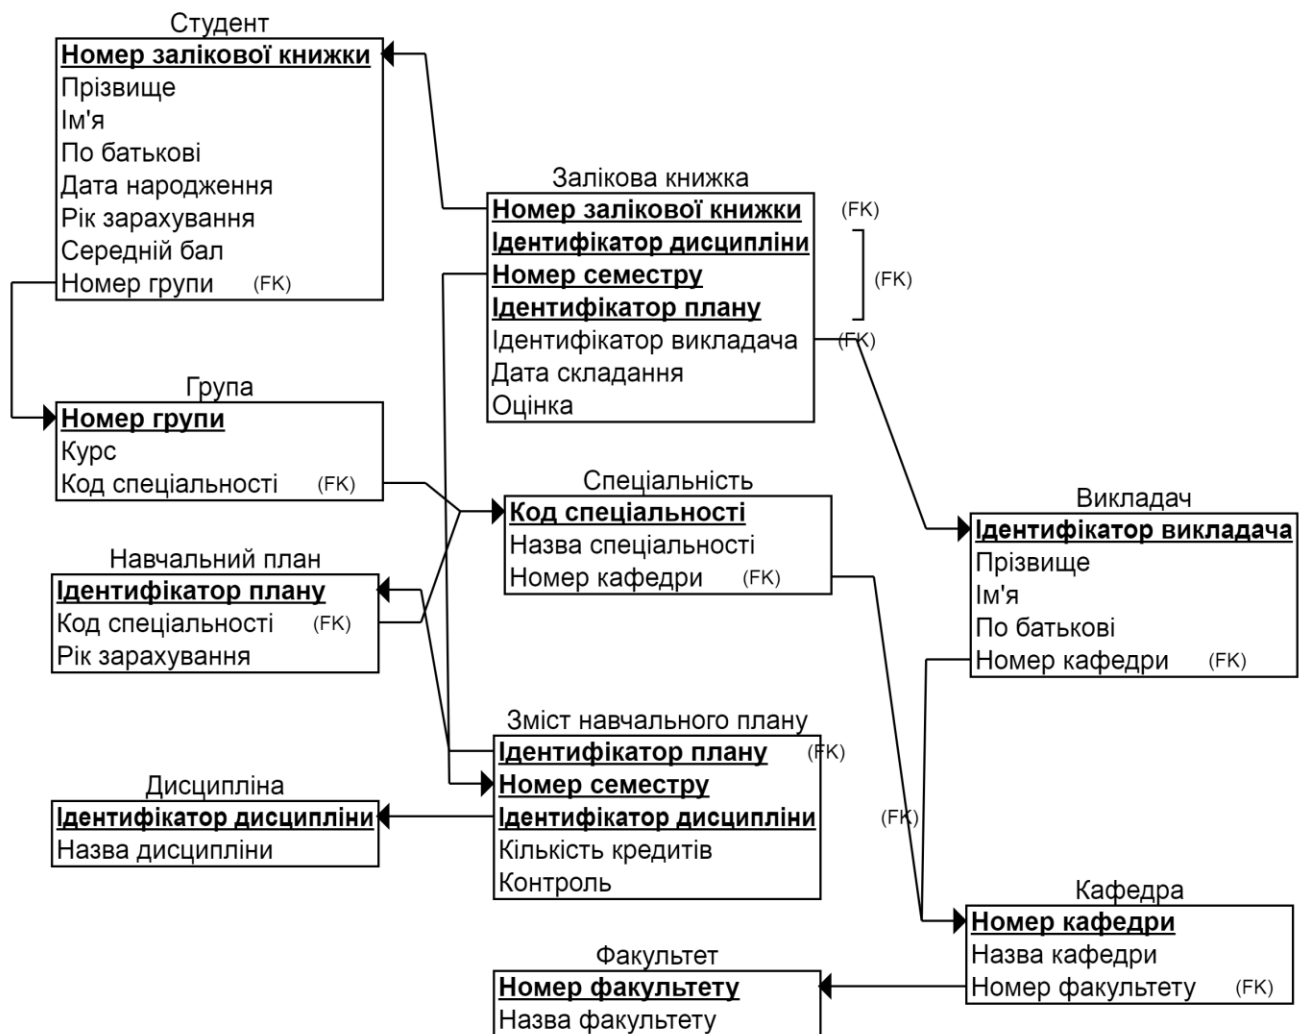 Студент
Номер залікової книжки
Прізвище
Ім'я
По батькові
Дата народження
Рік зарахування
Середній бал
Номер групи (FK)
Залікова книжка
Номер залікової книжки (FK)
Ідентифікатор дисципліни
Номер семестру
(FK)
Ідентифікатор плану
Ідентифікатор викладача (FK)
Дата складання
Оцінка
Група
Номер групи
Курс
Код спеціальності (FK)
Спеціальність
Код спеціальності
Назва спеціальності
Номер кафедри (FK)
Викладач
Ідентифікатор викладача
Прізвище
Ім'я
По батькові
Номер кафедри (FK)
Навчальний план
Ідентифікатор плану
Код спеціальності (FK)
Рік зарахування
Зміст навчального плану
Ідентифікатор плану (FK)
Номер семестру
Ідентифікатор дисципліни (FK)
Кількість кредитів
Контроль
Дисципліна
Ідентифікатор дисципліни
Назва дисципліни
Кафедра
Номер кафедри
Назва кафедри
Номер факультету (FK)
Факультет
Номер факультету
Назва факультету